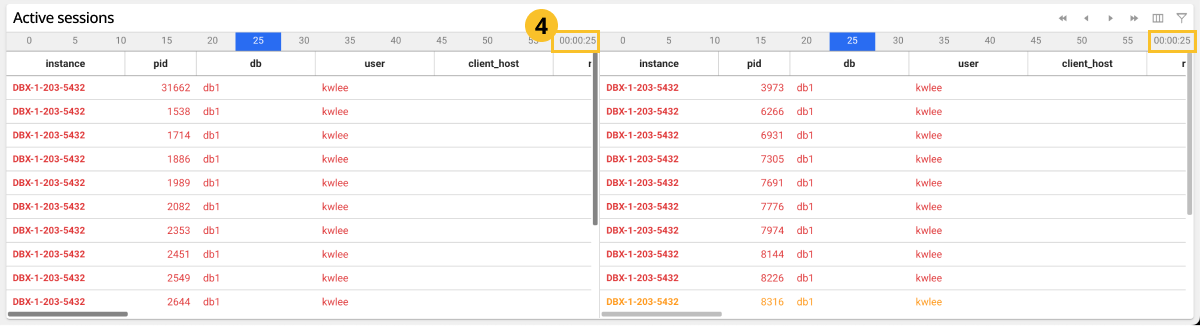 Active sessions
4
0 5 10 15 20 25 30 35 40 45 50 55 00:00:25 0 5 10 15 20 25 30 35 40 45 50 55 00:00:25
instance pid db user client_host r instance pid db user client_host r
DBX-1-203-5432 31662 db1 kwlee DBX-1-203-5432 3973 db1 kwlee
DBX-1-203-5432 1538 db1 kwlee DBX-1-203-5432 6266 db1 kwlee
DBX-1-203-5432 1714 db1 kwlee DBX-1-203-5432 6931 db1 kwlee
DBX-1-203-5432 1886 db1 kwlee DBX-1-203-5432 7305 db1 kwlee
DBX-1-203-5432 1989 db1 kwlee DBX-1-203-5432 7691 db1 kwlee
DBX-1-203-5432 2082 db1 kwlee DBX-1-203-5432 7776 db1 kwlee
DBX-1-203-5432 2353 db1 kwlee DBX-1-203-5432 7974 db1 kwlee
DBX-1-203-5432 2451 db1 kwlee DBX-1-203-5432 8144 db1 kwlee
DBX-1-203-5432 2549 db1 kwlee DBX-1-203-5432 8226 db1 kwlee
DBX-1-203-5432 2644 db1 kwlee DBX-1-203-5432 8316 db1 kwlee